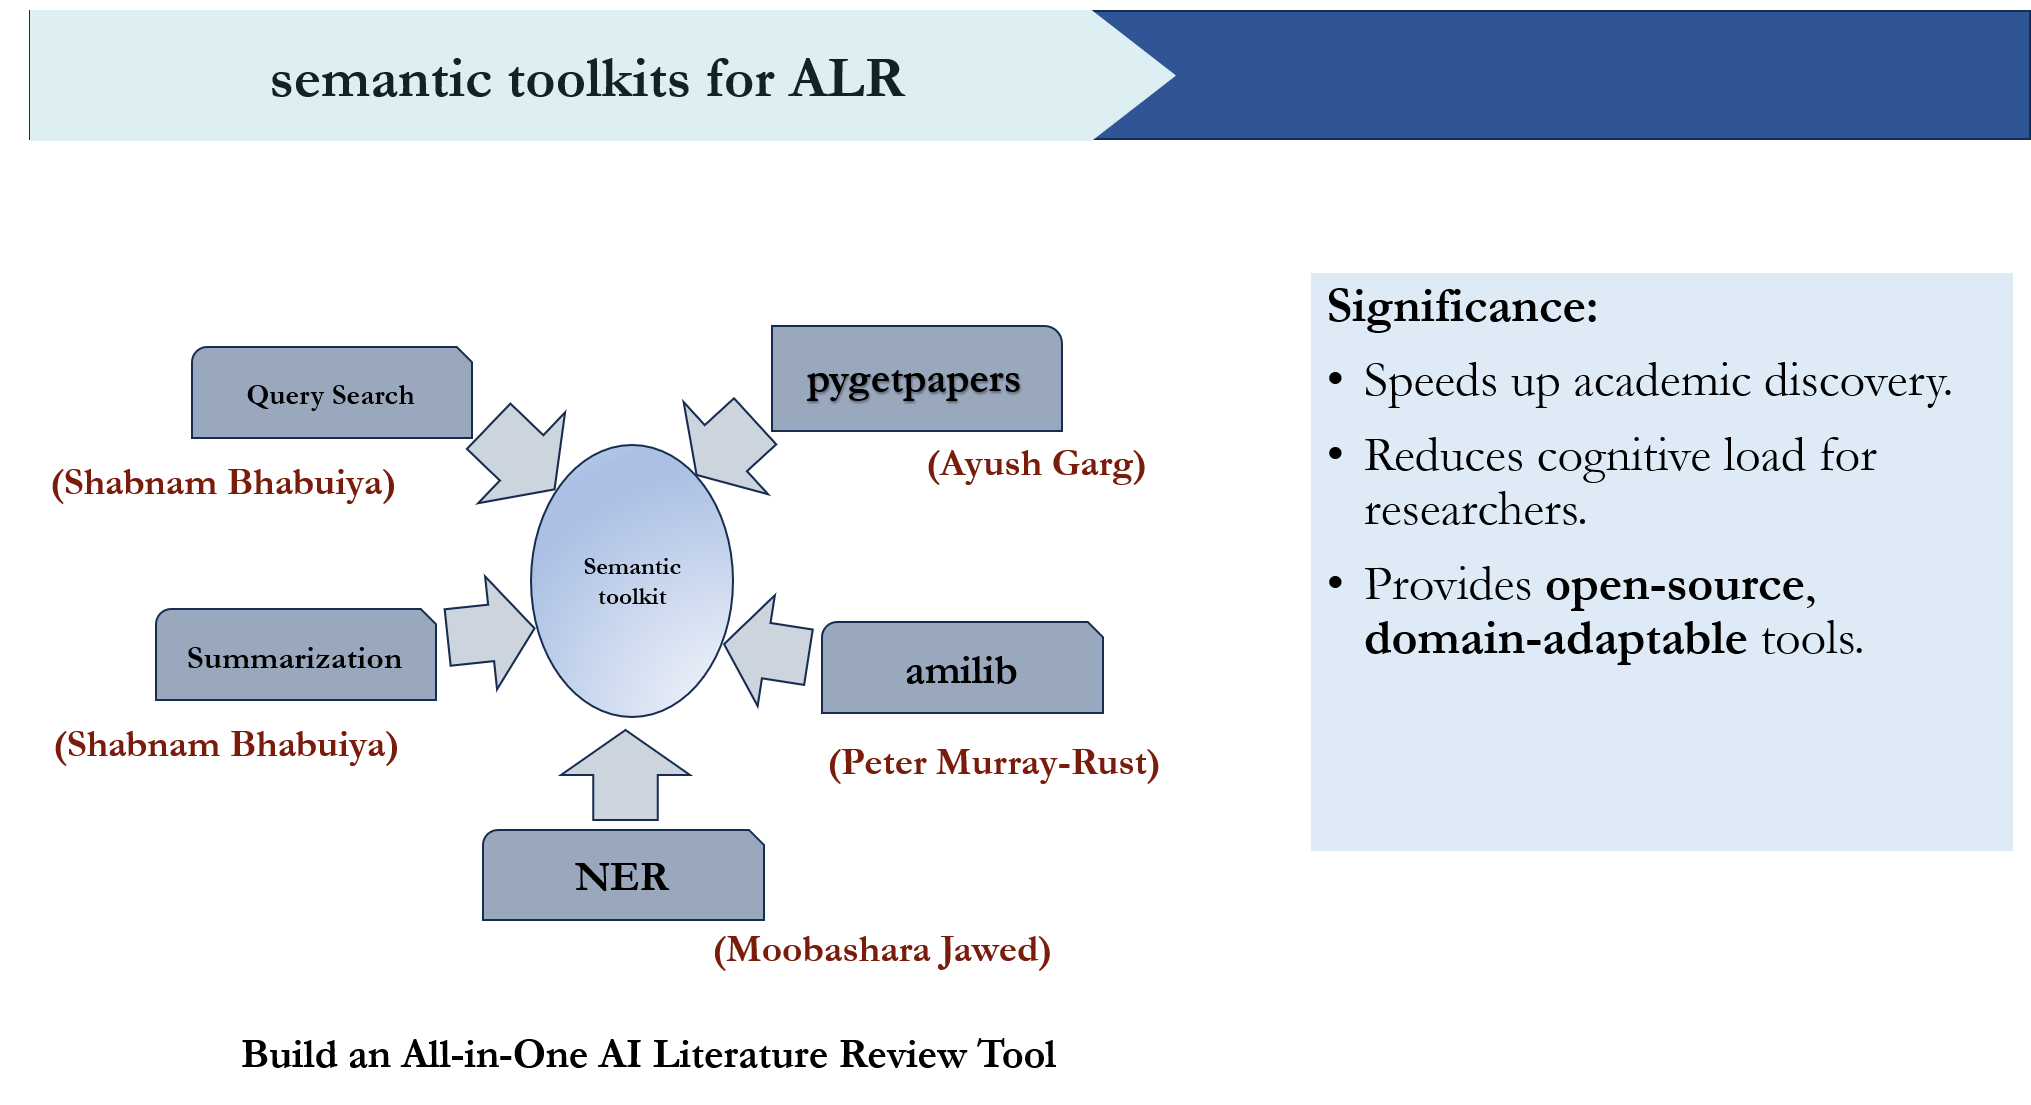 semantic toolkits for ALR
Query Search
(Shabnam Bhabuiya)
pygetpapers
(Ayush Garg)
Semantic
toolkit
Summarization
(Shabnam Bhabuiya)
amilib
(Peter Murray-Rust)
NER
(Moobashara Jawed)
Build an All-in-One AI Literature Review Tool
Significance:
• Speeds up academic discovery.
• Reduces cognitive load for
researchers.
• Provides open-source,
domain-adaptable tools.